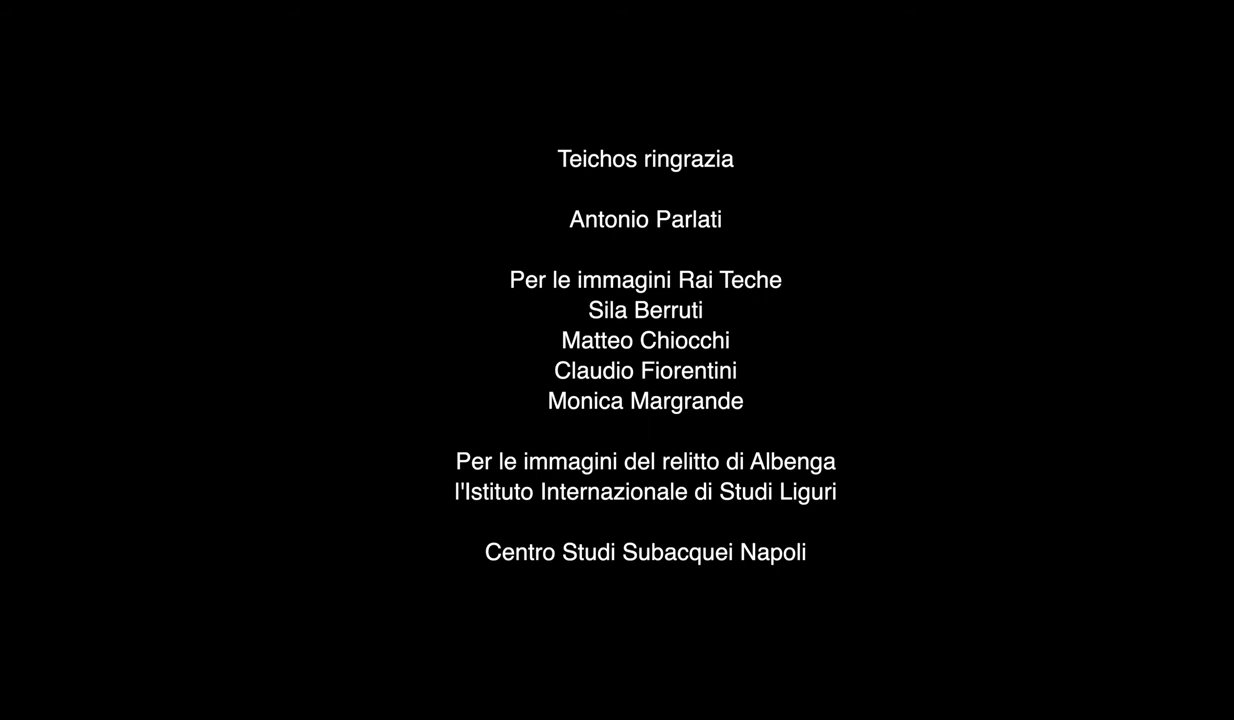 Teichos ringrazia
Antonio Parlati
Per le immagini Rai Teche
Sila Berruti
Matteo Chiocchi
Claudio Fiorentini
Monica Margrande
Per le immagini del relitto di Albenga
l'Istituto Internazionale di Studi Liguri
Centro Studi Subacquei Napoli